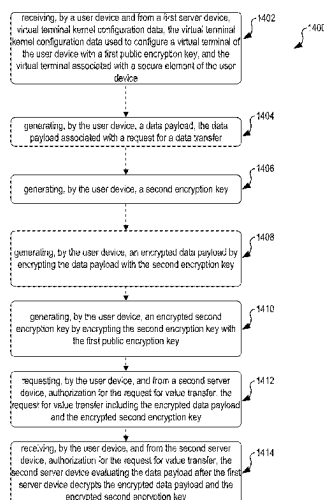 receiving, by a user device and from a first server device,
virtual terminal kernel configuration data, the virtual terminal
kernel configuration data used to configure a virtual terminal of
the user device with a first public encryption key, and the
virtual terminal associated with a secure element of the user
device
1402
1400
generating, by the user device, a data payload, the data
payload associated with a request for a data transfer
1404
generating, by the user device, a second encryption key
1406
generating, by the user device, an encrypted data payload by
encrypting the data payload with the second encryption key
1408
generating, by the user device, an encrypted second
encryption key by encrypting the second encryption key with
the first public encryption key
1410
requesting, by the user device, and from a second server
device, authorization for the request for value transfer, the
request for value transfer including the encrypted data payload
and the encrypted second encryption key
1412
receiving, by the user device, and from the second server
device, authorization for the request for value transfer, the
second server device evaluating the data payload after the first
server device decrypts the encrypted data payload and the
encrypted second encryption key
1414